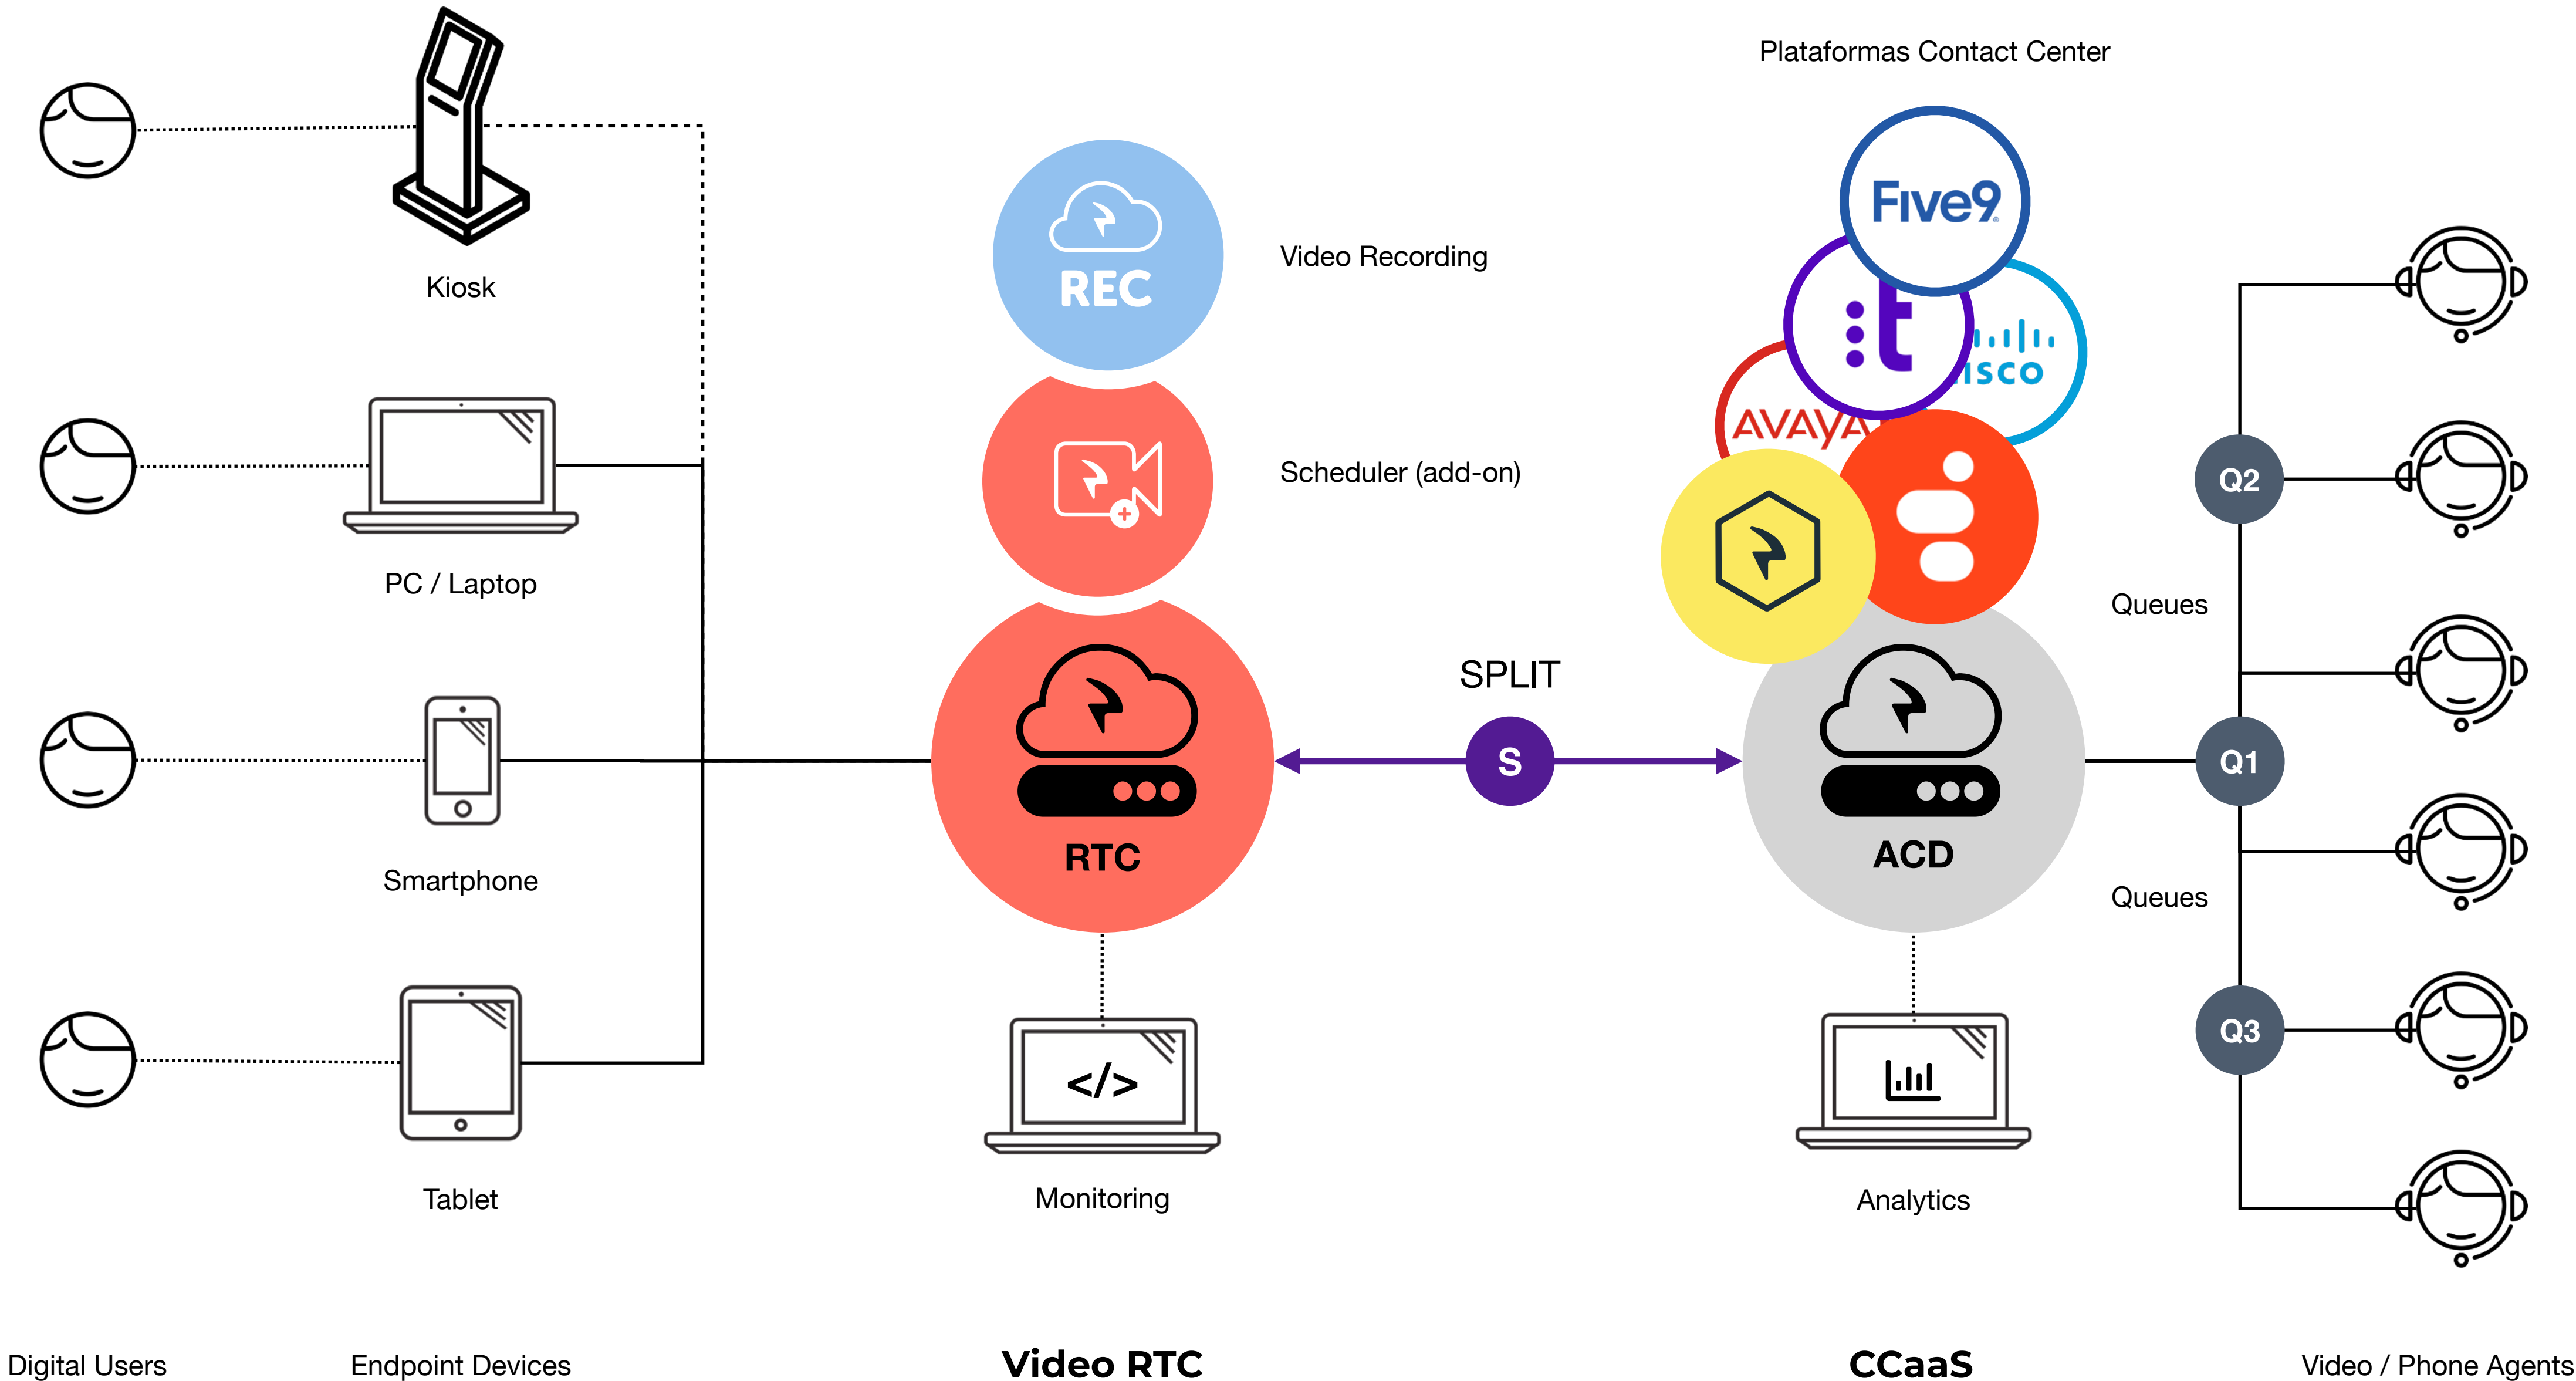 Plataformas Contact Center
Five9
t
CISCO
AVAYA
REC
Video Recording
Kiosk
Scheduler (add-on)
PC / Laptop
Queues
Q2
SPLIT
S
Q1
RTC
ACD
Smartphone
Queues
Q3
</>
Tablet
Monitoring
Analytics
Digital Users
Endpoint Devices
Video RTC
CCaaS
Video / Phone Agents